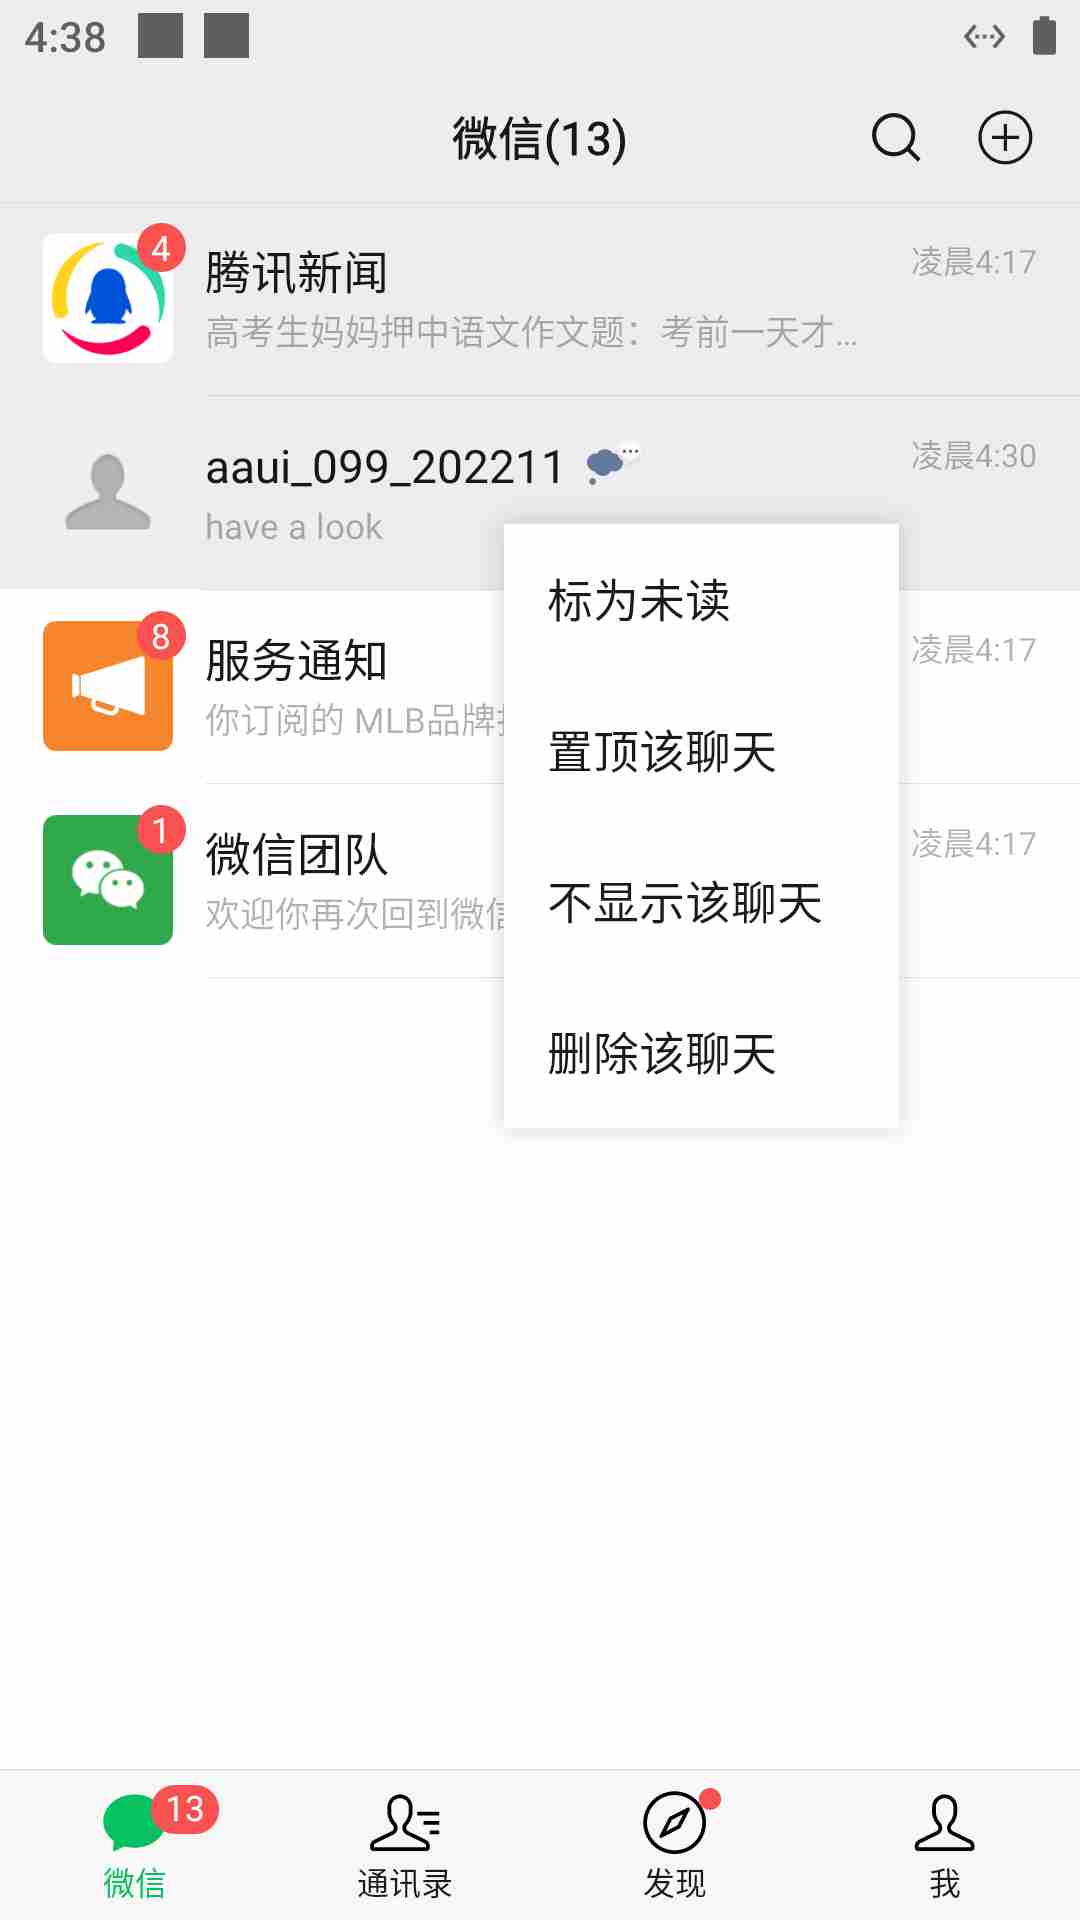 4:38
微信(13)
4
腾讯新闻
凌晨4:17
高考生妈妈押中语文作文题：考前一天才...
aaui_099_202211
凌晨4:30
have a look
标为未读
8
服务通知
凌晨4:17
你订阅的 MLB品牌
置顶该聊天
1
微信团队
凌晨4:17
欢迎你再次回到微信
不显示该聊天
删除该聊天
13
微信
通讯录
发现
我